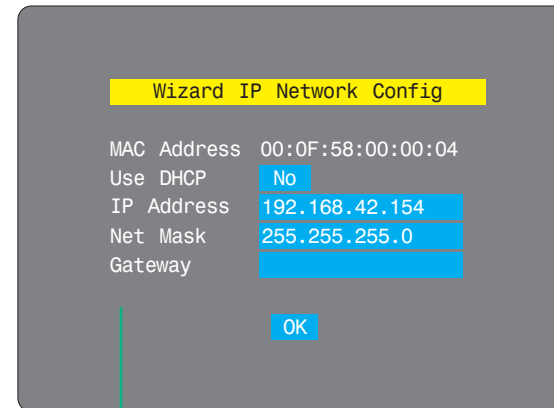 Wizard IP Network Config
MAC Address 00:0F:58:00:00:04
Use DHCP No
IP Address 192.168.42.154
Net Mask 255.255.255.0
Gateway
OK